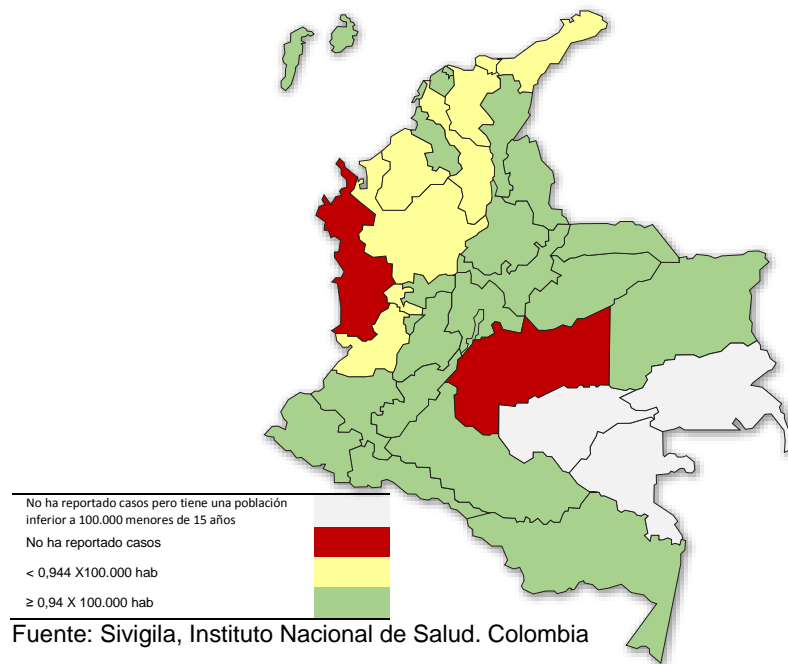 No ha reportado casos pero tiene una población
inferior a 100.000 menores de 15 años
No ha reportado casos
< 0,944 X100.000 hab
≥ 0,94 X 100.000 hab
Fuente: Sivigila, Instituto Nacional de Salud. Colombia